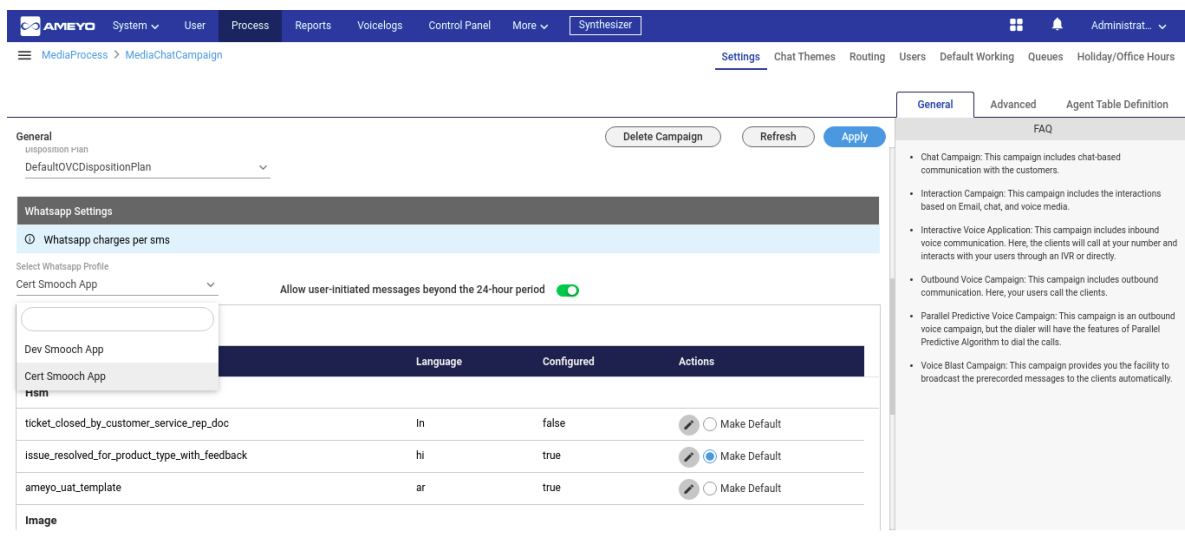 AMEYO System User Process Reports Voicelogs Control Panel More Synthesizer Administrat...
MediaProcess > MediaChatCampaign
Settings Chat Themes Routing Users Default Working Queues Holiday/Office Hours
General Advanced Agent Table Definition
General
Delete Campaign Refresh Apply
Disposition Plan
DefaultOVCDispositionPlan
Whatsapp Settings
Whatsapp charges per sms
Select Whatsapp Profile
Cert Smooch App
Allow user-initiated messages beyond the 24-hour period
Dev Smooch App
Cert Smooch App
Language Configured Actions
Hsm
ticket_closed_by_customer_service_rep_doc In false Make Default
issue_resolved_for_product_type_with_feedback hi true Make Default
ameyo_uat_template ar true Make Default
Image
FAQ
• Chat Campaign: This campaign includes chat-based
communication with the customers.
• Interaction Campaign: This campaign includes the interactions
based on Email, chat, and voice media.
• Interactive Voice Application: This campaign includes inbound
voice communication. Here, the clients will call at your number and
interacts with your users through an IVR or directly.
• Outbound Voice Campaign: This campaign includes outbound
communication. Here, your users call the clients.
• Parallel Predictive Voice Campaign: This campaign is an outbound
voice campaign, but the dialer will have the features of Parallel
Predictive Algorithm to dial the calls.
• Voice Blast Campaign: This campaign provides you the facility to
broadcast the prerecorded messages to the clients automatically.